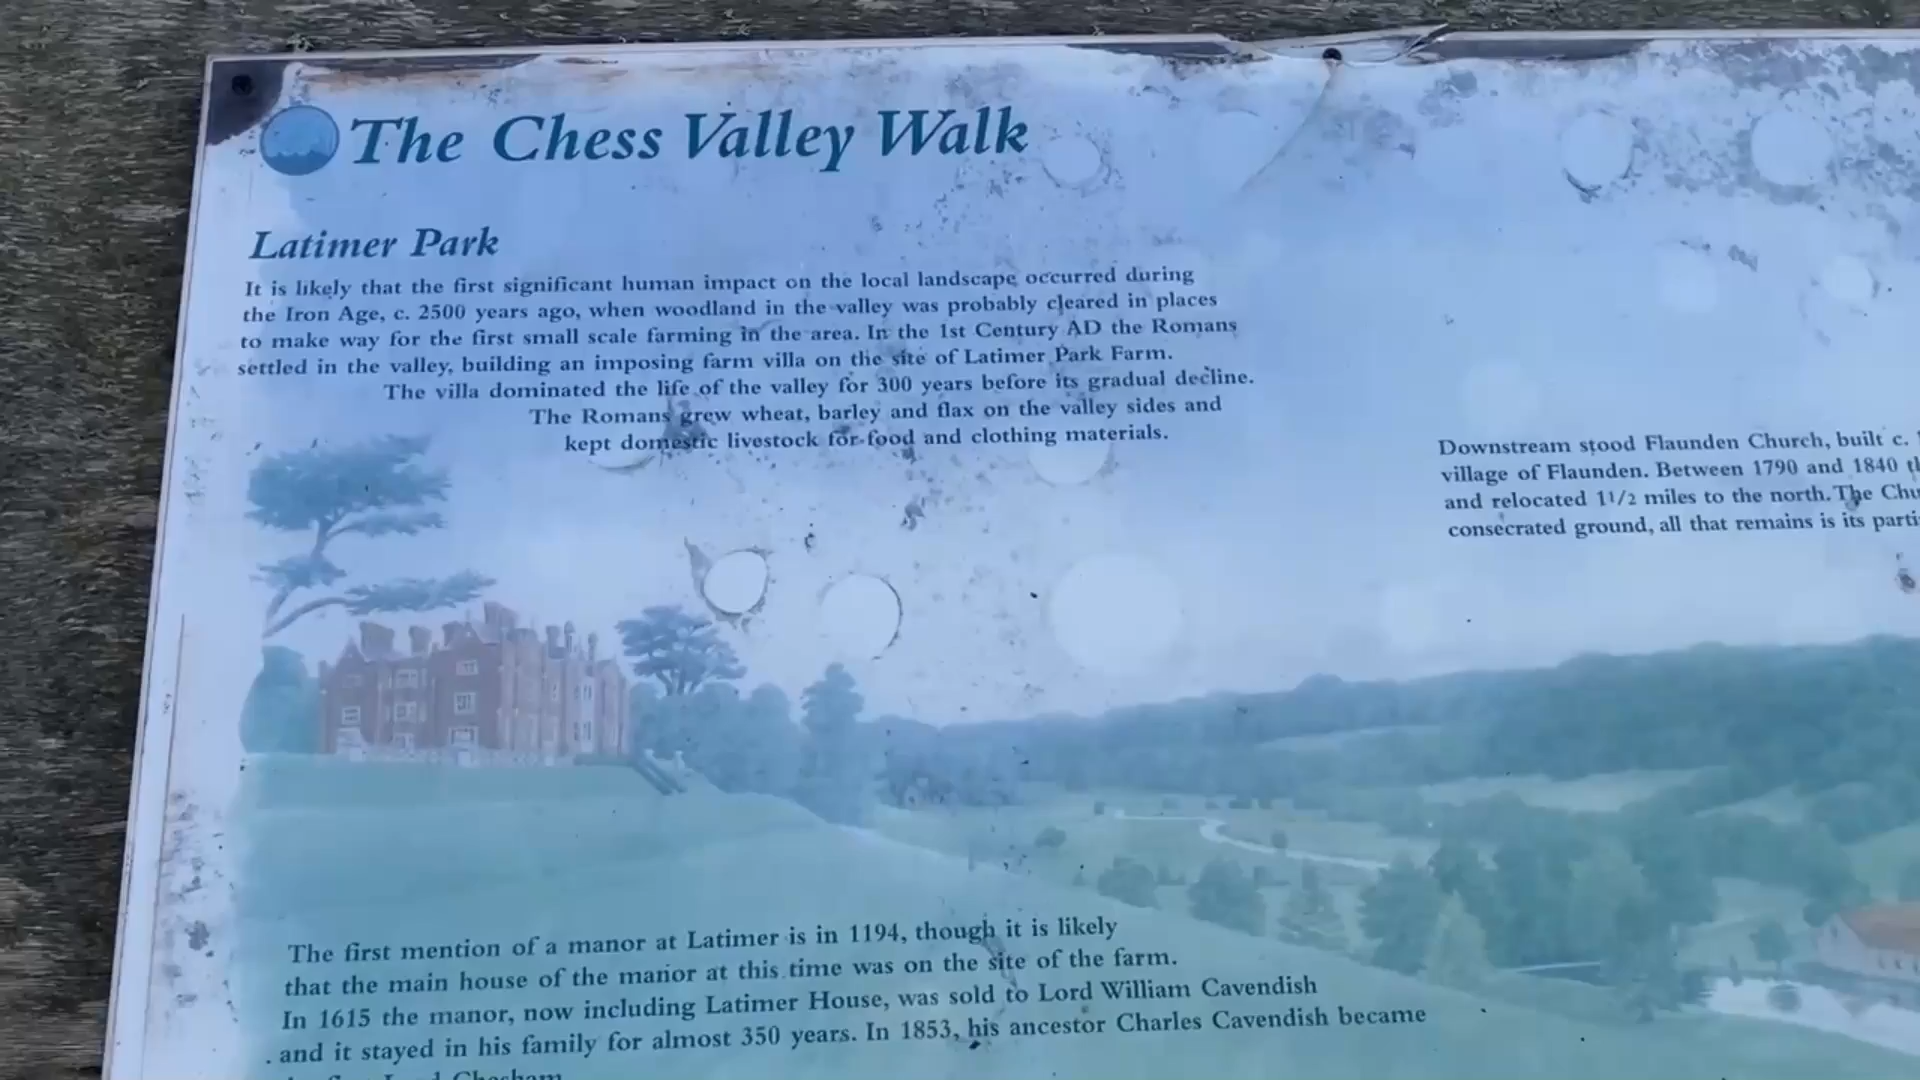 The Chess Valley Walk
Latimer Park
It is likely that the first significant human impact on the local landscape occurred during
the Iron Age, c. 2500 years ago, when woodland in the valley was probably cleared in places
to make way for the first small scale farming in the area. In the 1st Century AD the Romans
settled in the valley, building an imposing farm villa on the site of Latimer Park Farm.
The villa dominated the life of the valley for 300 years before its gradual decline.
The Romans grew wheat, barley and flax on the valley sides and
kept domestic livestock for food and clothing materials.
Downstream stood Flaunden Church, built c.
village of Flaunden. Between 1790 and 1840
and relocated 1 1/2 miles to the north. The
consecrated ground, all that remains is its
The first mention of a manor at Latimer is in 1194, though it is likely
that the main house of the manor at this time was on the site of the farm.
In 1615 the manor, now including Latimer House, was sold to Lord William Cavendish
and it stayed in his family for almost 350 years. In 1853, his ancestor Charles Cavendish became